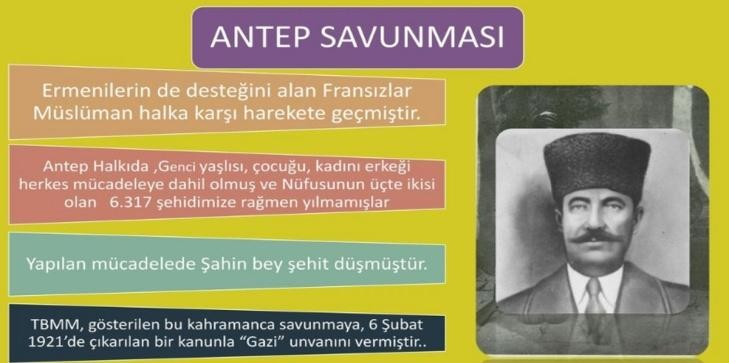 ANTEP SAVUNMASI
Ermenilerin de desteğini alan Fransızlar
Müslüman halka karşı harekete geçmiştir.
Antep Halkıda ,Genci yaşlısı, çocuğu, kadını erkeği
herkes mücadeleye dahil olmuş ve Nüfusunun üçte ikisi
olan 6.317 şehidimize rağmen yılmamışlar
Yapılan mücadelede Şahin bey şehit düşmüştür.
TBMM, gösterilen bu kahramanca savunmaya, 6 Şubat
1921’de çıkarılan bir kanunla “Gazi” unvanını vermiştir..